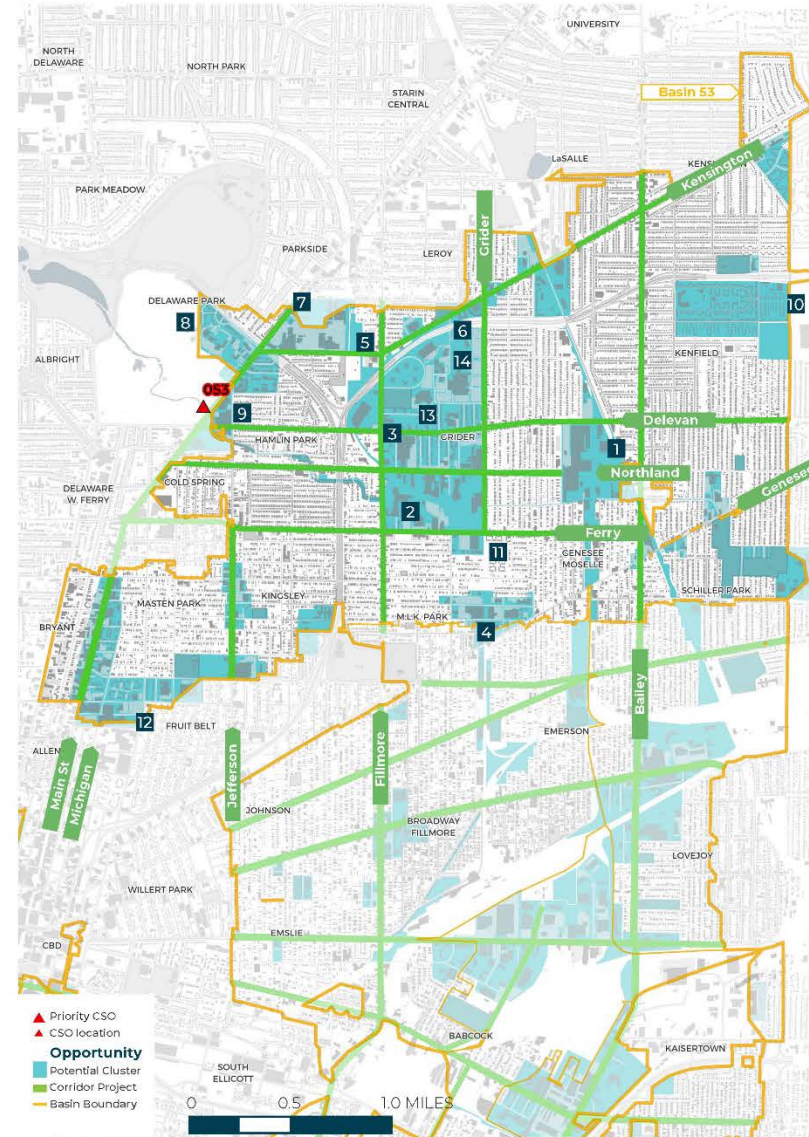 UNIVERSITY
NORTH
DELAWARE
NORTH PARK
Basin 53
STARIN
CENTRAL
LaSALLE
Kensington
PARK MEADOW
Grider
PARKSIDE
LEROY
DELAWARE PARK
7
8
10
5
6
ALBRIGHT
14
KENFIELD
053
9
13
Delevan
3
GRIDER
1
HAMLIN PARK
Northland
COLD SPRING
DELAWARE
W. FERRY
2
Ferry
11
GENESEE
MOSELLE
SCHILLER PARK
KINGSLEY
MASTEN PARK
M.L.K. PARK
BRYANT
4
12
FRUIT BELT
Bailey
EMERSON
ALLEN
Main St
Michigan
Jefferson
Fillmore
JOHNSON
BROADWAY
FILLMORE
LOVEJOY
WILLERT PARK
EMSLIE
CBD
Priority CSO
CSO location
Opportunity
Potential Cluster
Corridor Project
Basin Boundary
BABCOCK
KAISERTOWN
SOUTH
ELLICOTT
0 0.5 1.0 MILES